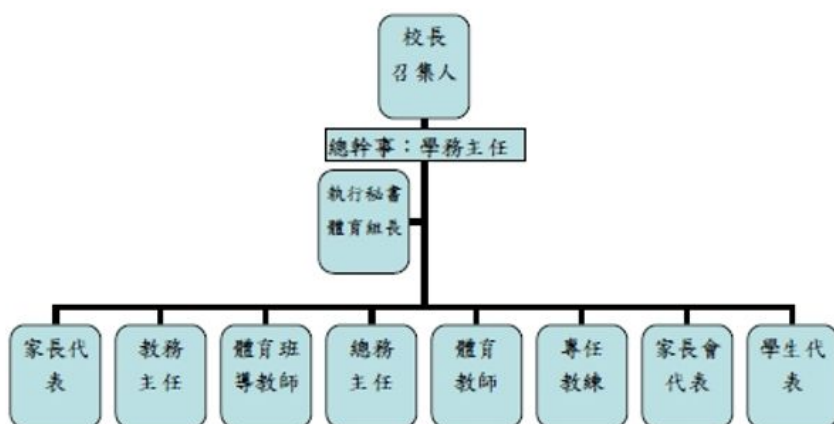 校長
召集人
總幹事：學務主任
執行秘書
體育組長
家長代
表
教務
主任
體育班
導教師
總務
主任
體育
教師
專任
教練
家長會
代表
學生代
表